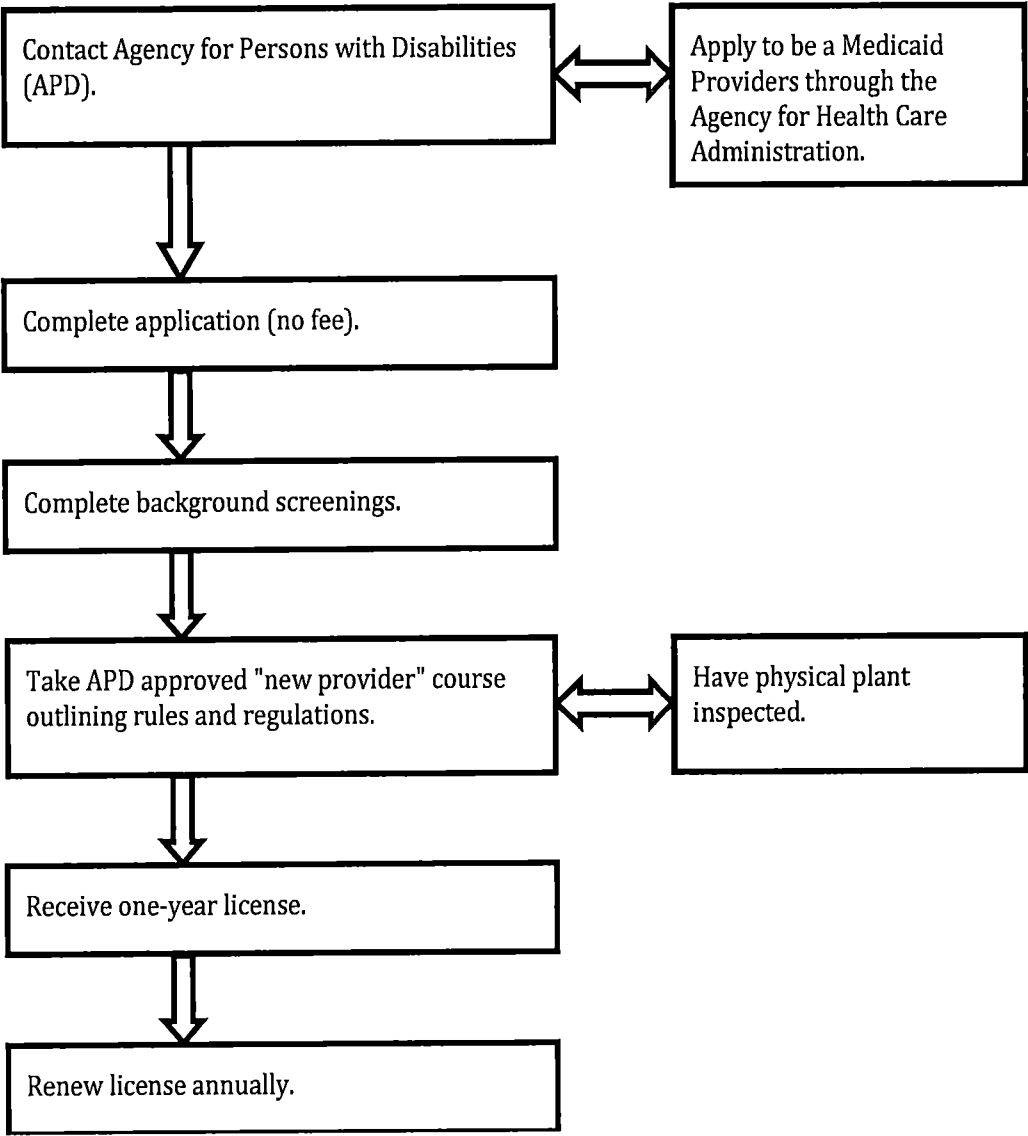 Contact Agency for Persons with Disabilities
(APD).
Apply to be a Medicaid
Providers through the
Agency for Health Care
Administration.
Complete application (no fee).
Complete background screenings.
Take APD approved "new provider" course
outlining rules and regulations.
Have physical plant
inspected.
Receive one-year license.
Renew license annually.